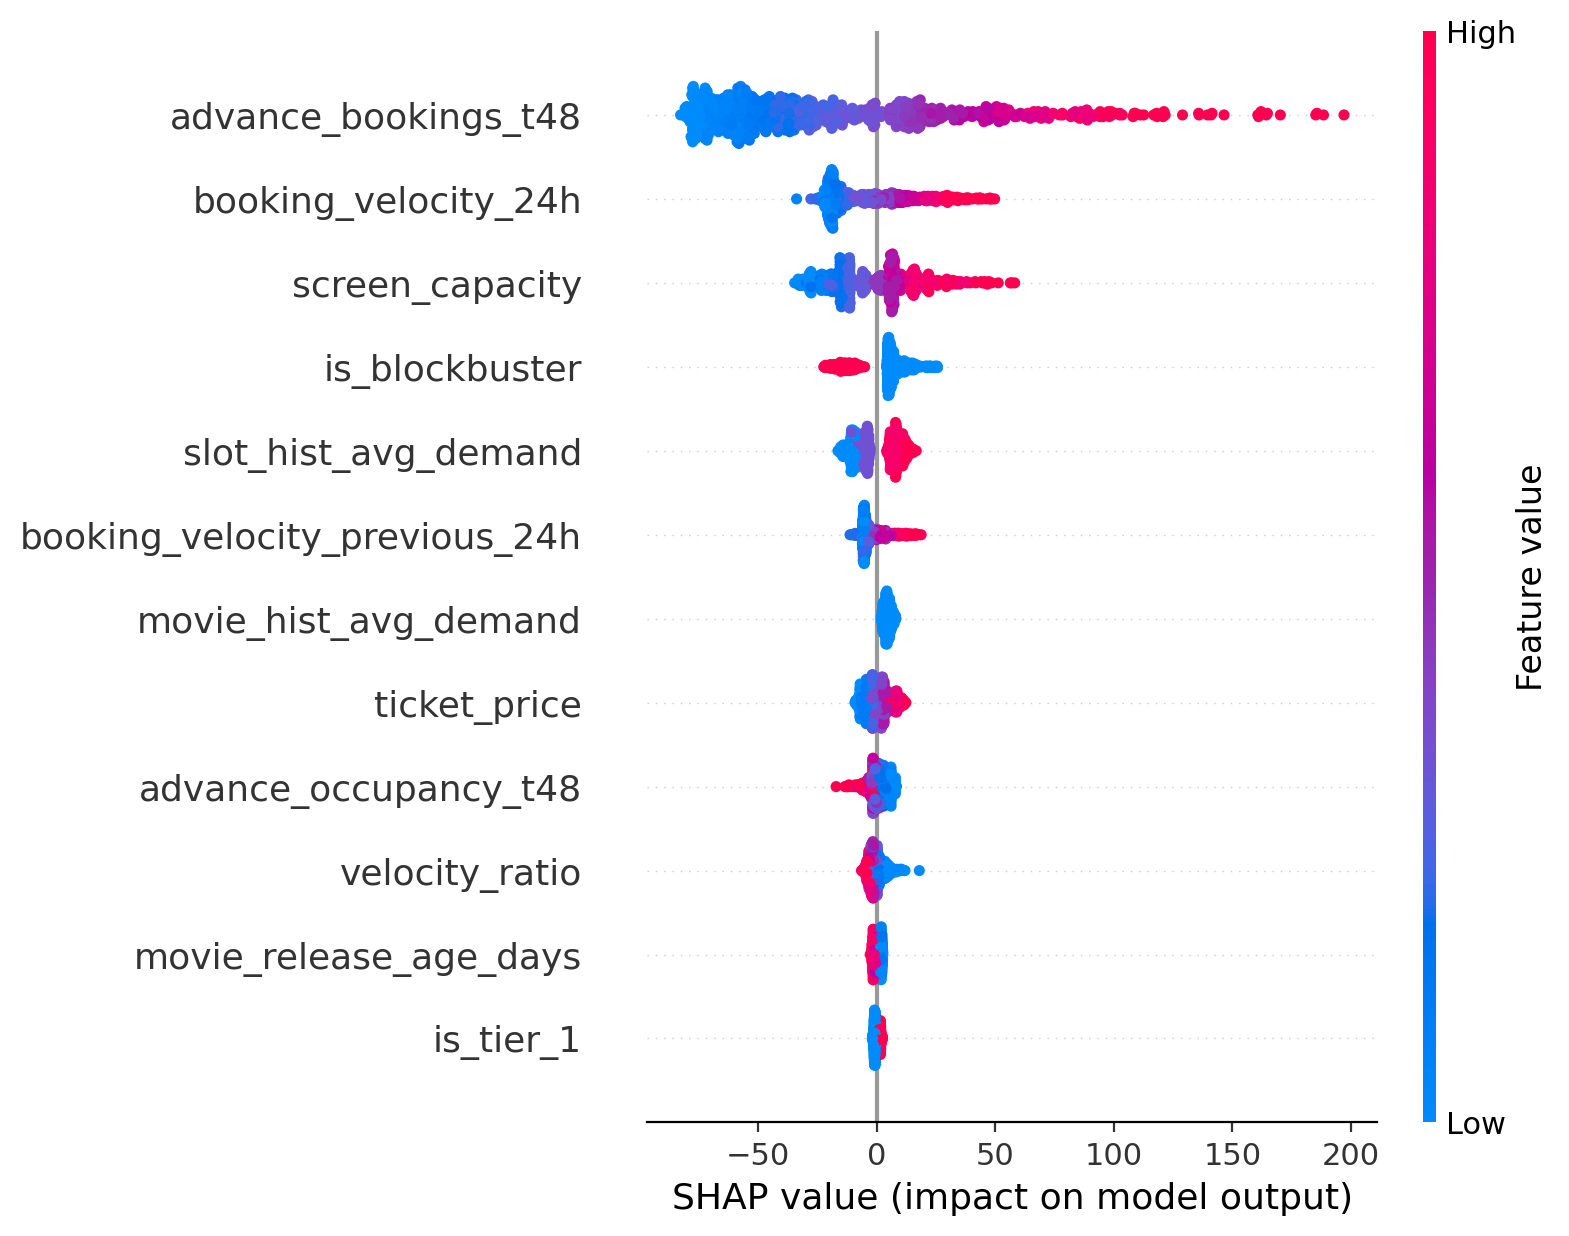 High
advance_bookings_t48
booking_velocity_24h
screen_capacity
is_blockbuster
slot_hist_avg_demand
booking_velocity_previous_24h
movie_hist_avg_demand
ticket_price
advance_occupancy_t48
velocity_ratio
movie_release_age_days
is_tier_1
Feature value
Low
−50 0 50 100 150 200
SHAP value (impact on model output)